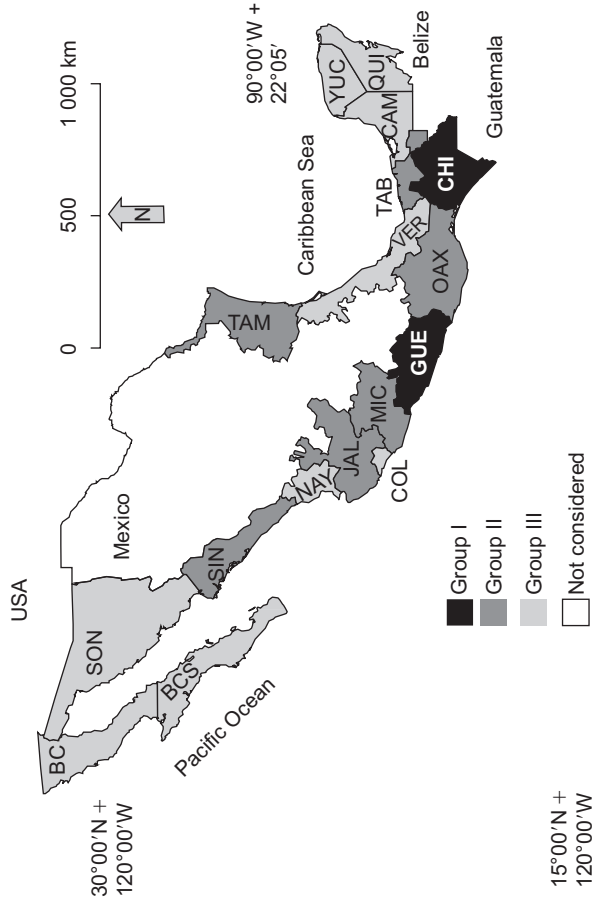 USA
Mexico
Caribbean Sea
Pacific Ocean
Belize
Guatemala
N
0
500
1 000 km
90°00′W +
22°05′
30°00′N +
120°00′W
15°00′N +
120°00′W
BC
BCS
SON
SIN
NAY
JAL
COL
MIC
GUE
OAX
CHI
TAM
VER
TAB
CAM
YUC
QUI
Group I
Group II
Group III
Not considered